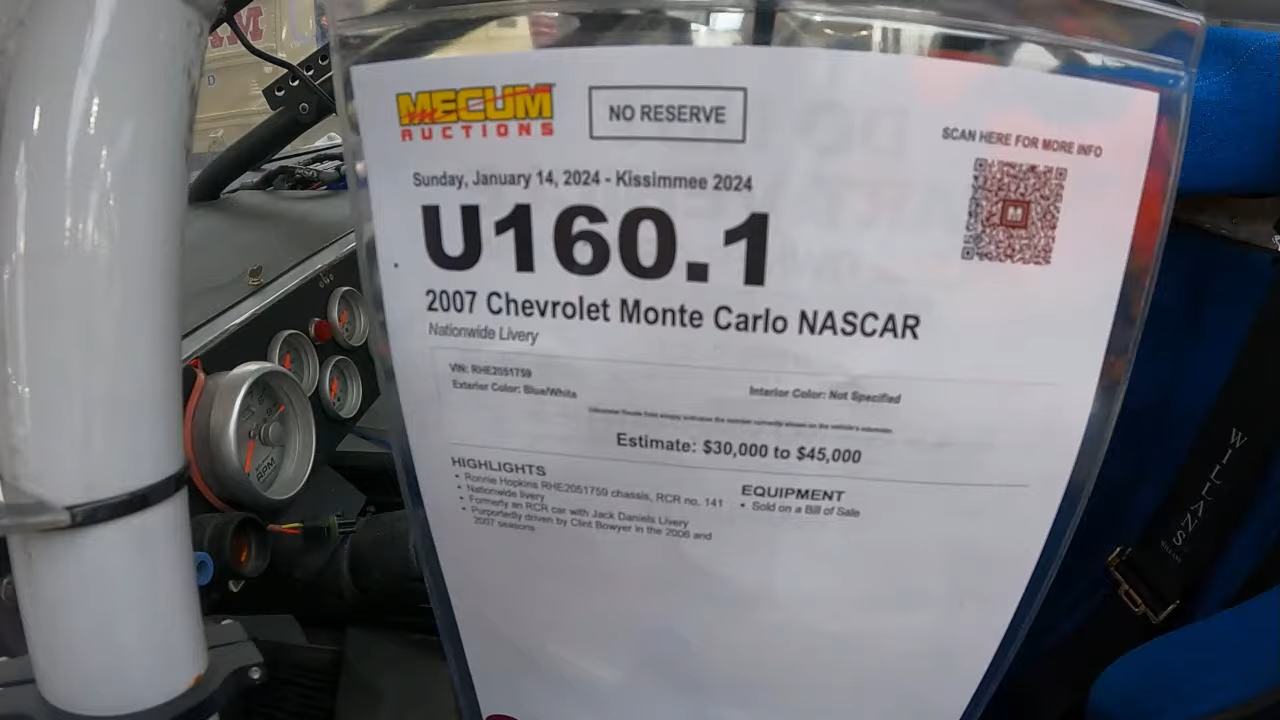 MECUM
AUCTIONS
NO RESERVE
SCAN HERE FOR MORE INFO
Sunday, January 14, 2024 - Kissimmee 2024
U160.1
2007 Chevrolet Monte Carlo NASCAR
Nationwide Livery
VIN: RHE2051759
Exterior Color: Blue/White
Interior Color: Not Specified
Estimate: $30,000 to $45,000
HIGHLIGHTS
• Ronnie Hopkins RHE2051759 chassis, RCR no. 141
• Nationwide livery
• Formerly an RCR car with Jack Daniels Livery
• Purportedly driven by Clint Bowyer in the 2006 and
2007 seasons
EQUIPMENT
• Sold on a Bill of Sale
RPM
WILLANS